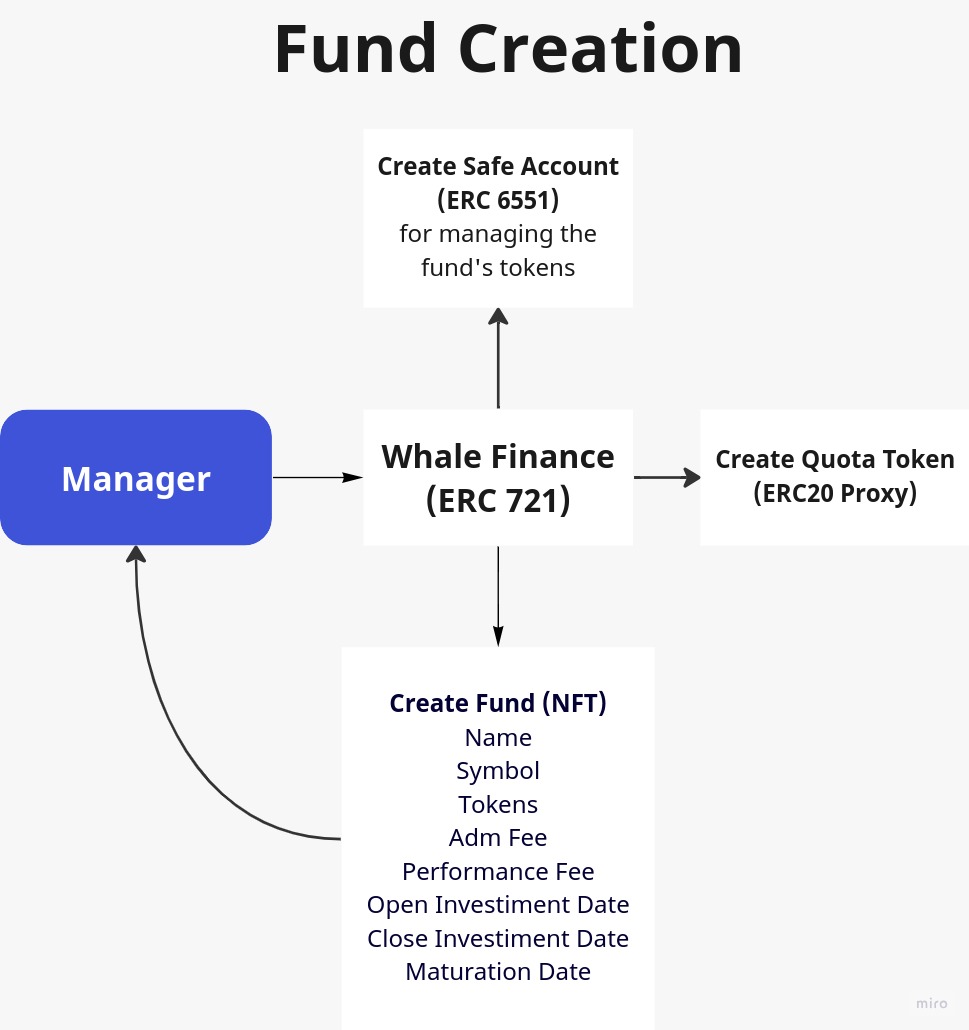 Fund Creation
Create Safe Account
(ERC 6551)
for managing the
fund's tokens
Manager
Whale Finance
(ERC 721)
Create Quota Token
(ERC20 Proxy)
Create Fund (NFT)
Name
Symbol
Tokens
Adm Fee
Performance Fee
Open Investiment Date
Close Investiment Date
Maturation Date
miro